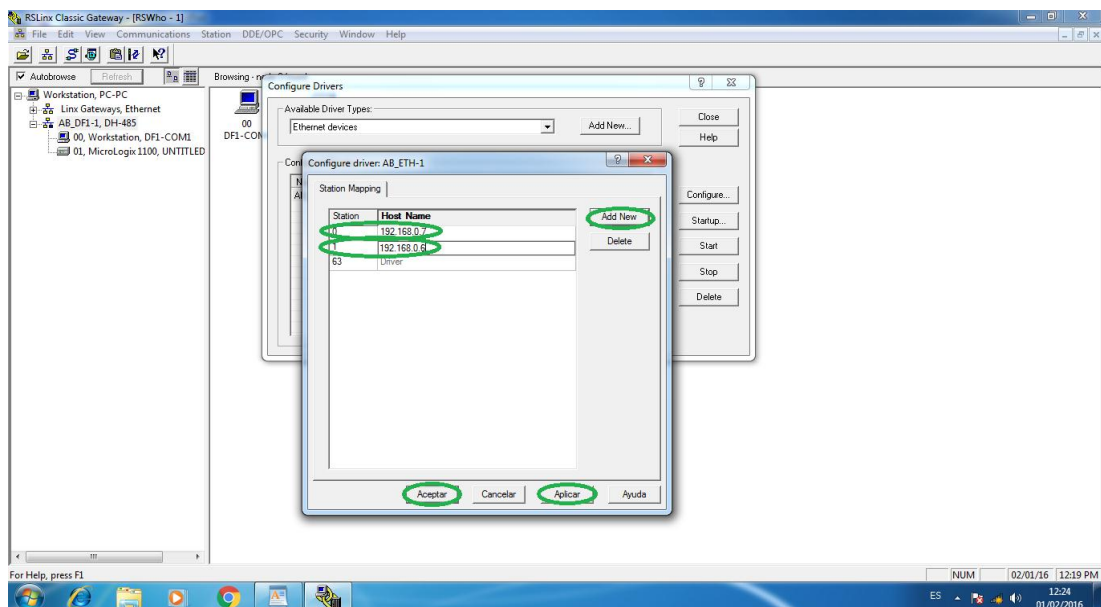 RSLinx Classic Gateway - [RSWho - 1]
File Edit View Communications Station DDE/OPC Security Window Help
Autobrowse Refresh
Workstation, PC-PC
Linx Gateways, Ethernet
AB_DF1-1, DH-485
00, Workstation, DF1-COM1
01, MicroLogix 1100, UNTITLED
00
Configure Drivers
Available Driver Types:
Ethernet devices
Add New...
Close
Help
Configure...
Startup...
Start
Stop
Delete
Configure driver: AB_ETH-1
Station Mapping
Station Host Name
0 192.168.0.7
1 192.168.0.6
63 Driver
Add New
Delete
Aceptar Cancelar Aplicar Ayuda
For Help, press F1
NUM 02/01/16 12:19 PM
ES 12:24
01/02/2016